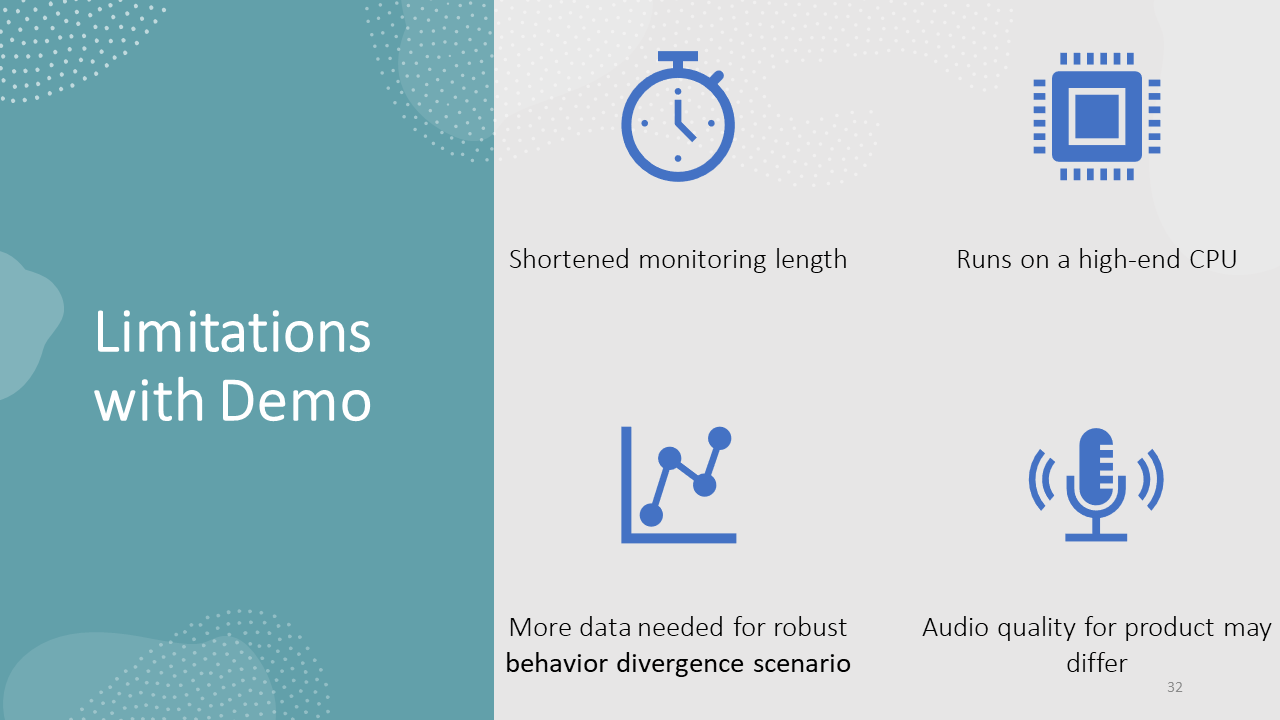 Limitations
with Demo
Shortened monitoring length
Runs on a high-end CPU
More data needed for robust
behavior divergence scenario
Audio quality for product may
differ
32